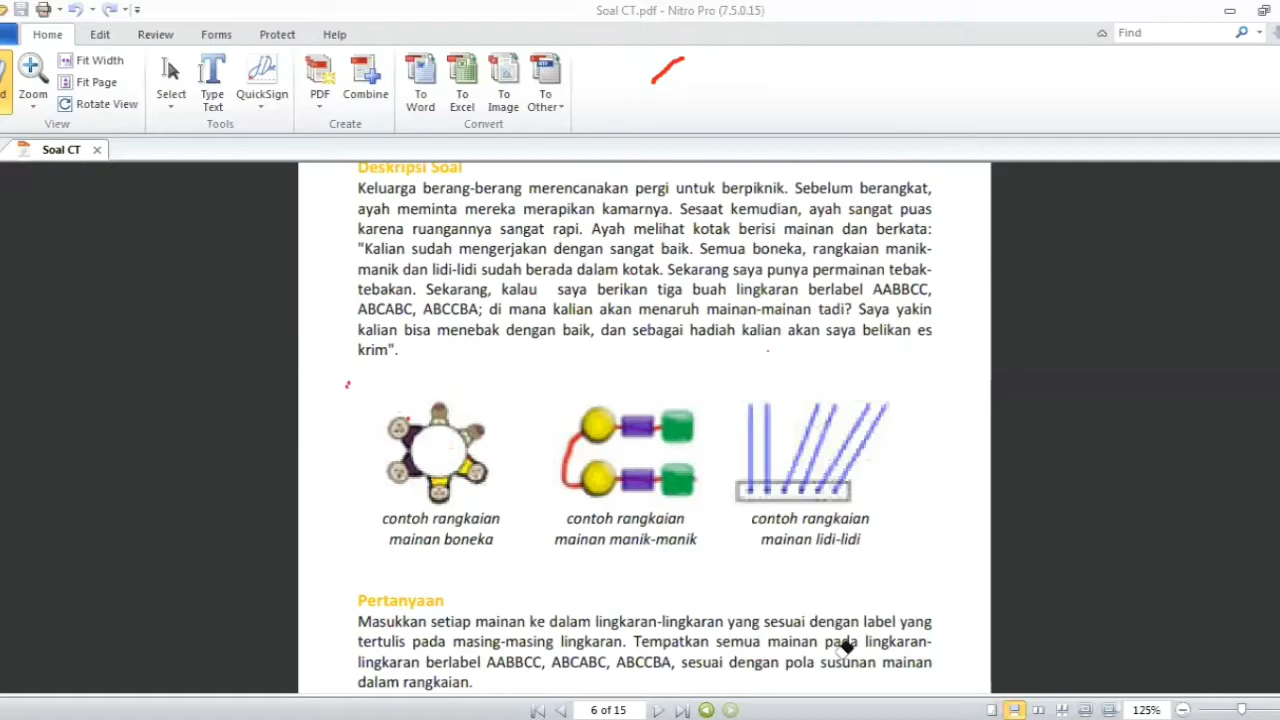 Soal CT.pdf - Nitro Pro (7.5.0.15)
Home Edit Review Forms Protect Help
Find
Fit Width
Fit Page
Rotate View
Zoom
Select
Type Text
QuickSign
PDF
Combine
To Word
To Excel
To Image
To Other
View
Tools
Create
Convert
Soal CT
Deskripsi Soal
Keluarga berang-berang merencanakan pergi untuk berpiknik. Sebelum berangkat,
ayah meminta mereka merapikan kamarnya. Sesaat kemudian, ayah sangat puas
karena ruangannya sangat rapi. Ayah melihat kotak berisi mainan dan berkata:
"Kalian sudah mengerjakan dengan sangat baik. Semua boneka, rangkaian manik-
manik dan lidi-lidi sudah berada dalam kotak. Sekarang saya punya permainan tebak-
tebakan. Sekarang, kalau saya berikan tiga buah lingkaran berlabel AABBCC,
ABCABC, ABCCBA; di mana kalian akan menaruh mainan-mainan tadi? Saya yakin
kalian bisa menebak dengan baik, dan sebagai hadiah kalian akan saya belikan es
krim".
contoh rangkaian
mainan boneka
contoh rangkaian
mainan manik-manik
contoh rangkaian
mainan lidi-lidi
Pertanyaan
Masukkan setiap mainan ke dalam lingkaran-lingkaran yang sesuai dengan label yang
tertulis pada masing-masing lingkaran. Tempatkan semua mainan pada lingkaran-
lingkaran berlabel AABBCC, ABCABC, ABCCBA, sesuai dengan pola susunan mainan
dalam rangkaian.
6 of 15
125%